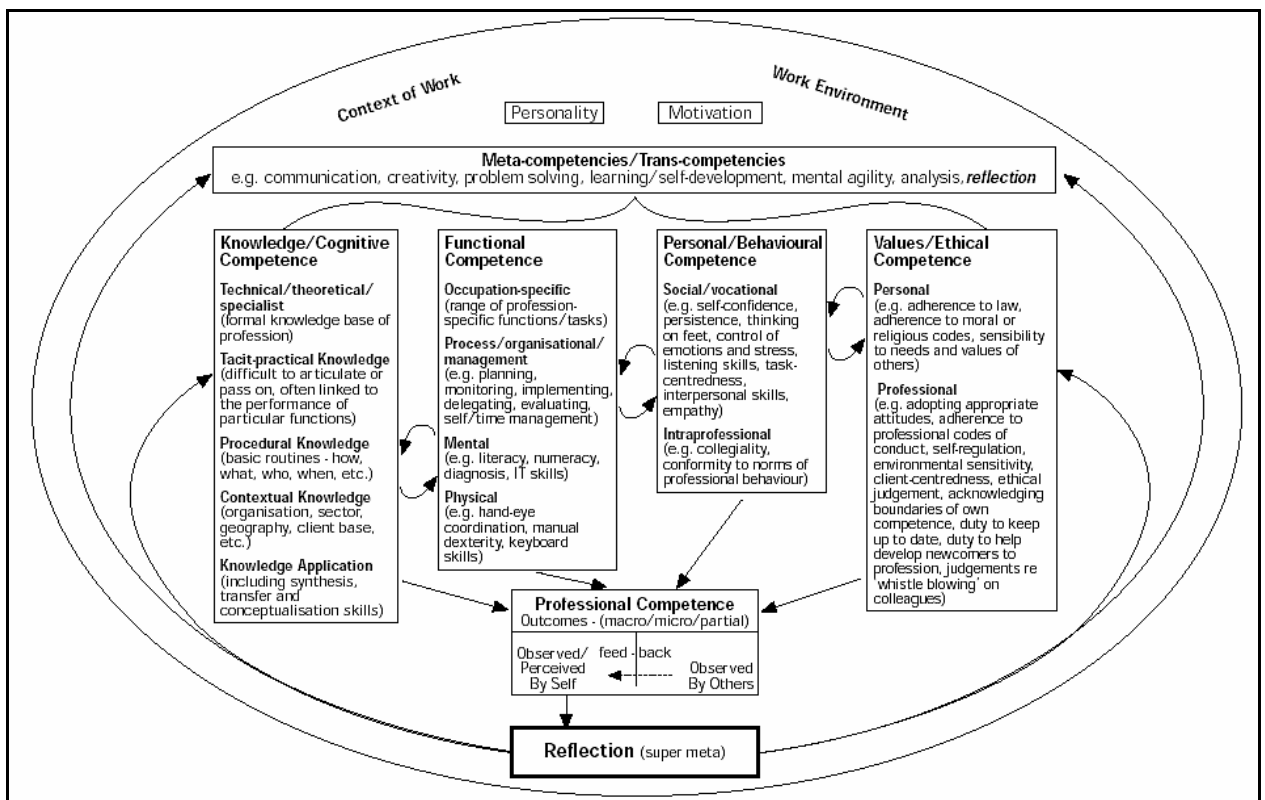 Context of Work
Work Environment
Personality
Motivation
Meta-competencies/Trans-competencies
e.g. communication, creativity, problem solving, learning/self-development, mental agility, analysis, reflection
Knowledge/Cognitive
Competence
Technical/theoretical/
specialist
(formal knowledge base of
profession)
Tacit-practical Knowledge
(difficult to articulate or
pass on, often linked to
the performance of
particular functions)
Procedural Knowledge
(basic routines - how,
what, who, when, etc.)
Contextual Knowledge
(organisation, sector,
geography, client base,
etc.)
Knowledge Application
(including synthesis,
transfer and
conceptualisation skills)
Functional
Competence
Occupation-specific
(range of profession-
specific functions/tasks)
Process/organisational/
management
(e.g. planning,
monitoring, implementing,
delegating, evaluating,
self/time management)
Mental
(e.g. literacy, numeracy,
diagnosis, IT skills)
Physical
(e.g. hand-eye
coordination, manual
dexterity, keyboard
skills)
Personal/Behavioural
Competence
Social/vocational
(e.g. self-confidence,
persistence, thinking
on feet, control of
emotions and stress,
listening skills, task-
centredness,
interpersonal skills,
empathy)
Intraprofessional
(e.g. collegiality,
conformity to norms of
professional behaviour)
Values/Ethical
Competence
Personal
(e.g. adherence to law,
adherence to moral or
religious codes, sensibility
to needs and values of
others)
Professional
(e.g. adopting appropriate
attitudes, adherence to
professional codes of
conduct, self-regulation,
environmental sensitivity,
client-centredness, ethical
judgement, acknowledging
boundaries of own
competence, duty to keep
up to date, duty to help
develop newcomers to
profession, judgements re
'whistle blowing' on
colleagues)
Professional Competence
Outcomes - (macro/micro/partial)
Observed/
Perceived
By Self
feed - back
Observed
By Others
Reflection (super meta)